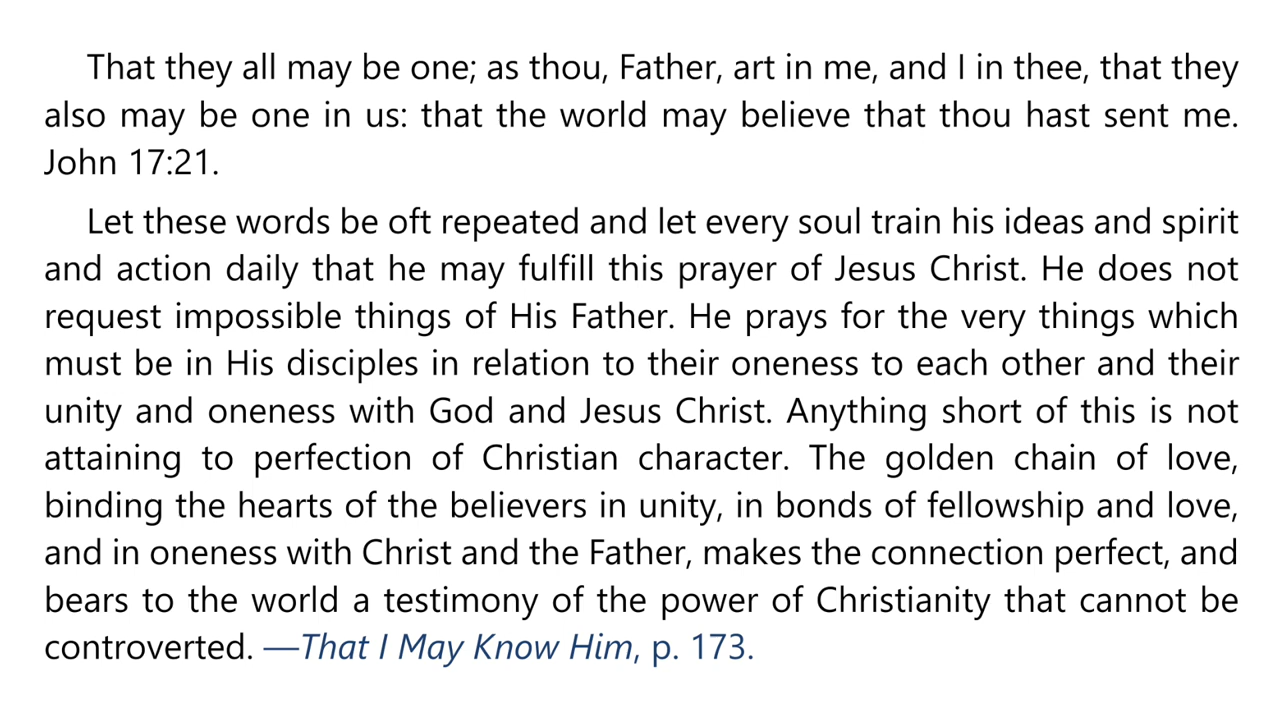 That they all may be one; as thou, Father, art in me, and I in thee, that they
also may be one in us: that the world may believe that thou hast sent me.
John 17:21.
Let these words be oft repeated and let every soul train his ideas and spirit
and action daily that he may fulfill this prayer of Jesus Christ. He does not
request impossible things of His Father. He prays for the very things which
must be in His disciples in relation to their oneness to each other and their
unity and oneness with God and Jesus Christ. Anything short of this is not
attaining to perfection of Christian character. The golden chain of love,
binding the hearts of the believers in unity, in bonds of fellowship and love,
and in oneness with Christ and the Father, makes the connection perfect, and
bears to the world a testimony of the power of Christianity that cannot be
controverted. —That I May Know Him, p. 173.